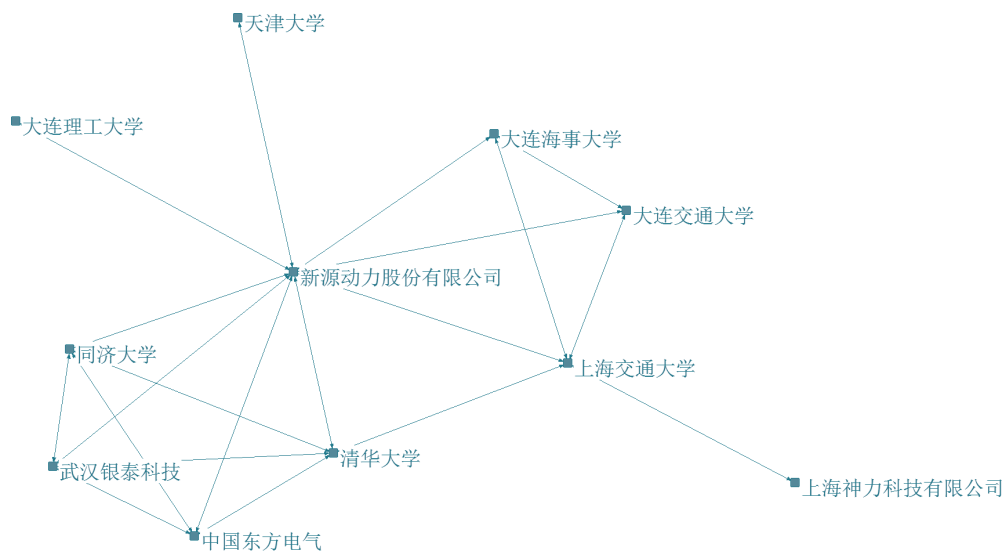 天津大学
大连理工大学
大连海事大学
大连交通大学
新源动力股份有限公司
同济大学
上海交通大学
清华大学
武汉银泰科技
上海神力科技有限公司
中国东方电气